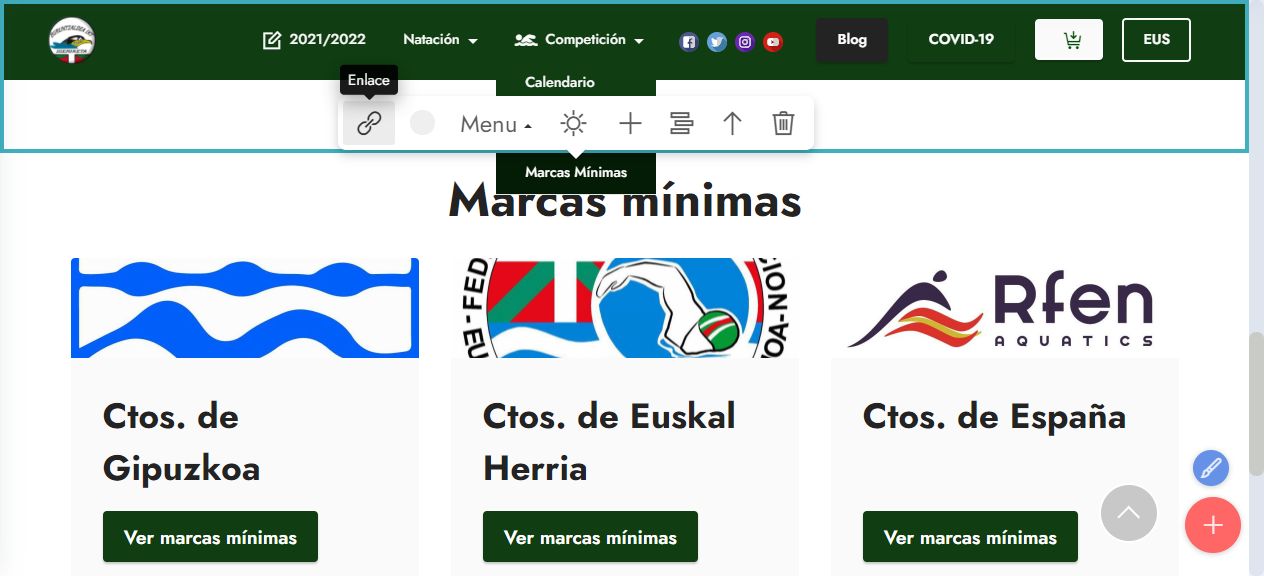 2021/2022
Natación
Competición
Blog
COVID-19
EUS
Enlace
Calendario
Menu
Marcas Mínimas
Marcas mínimas
EU
-FED
OA-NOI
Rfen
AQUATICS
Ctos. de
Gipuzkoa
Ctos. de Euskal
Herria
Ctos. de España
Ver marcas mínimas
Ver marcas mínimas
Ver marcas mínimas